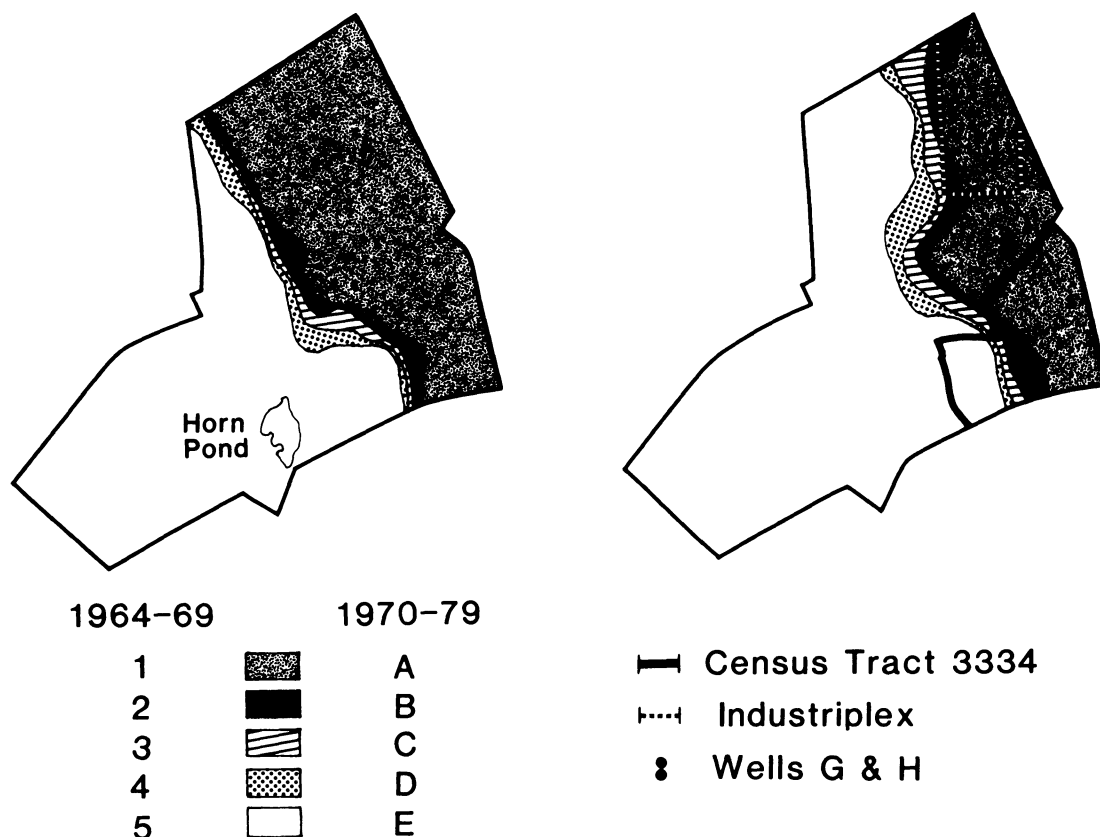 Horn
Pond
1964-69 1970-79
1 A
2 B
3 C
4 D
5 E
Census Tract 3334
Industriplex
Wells G & H